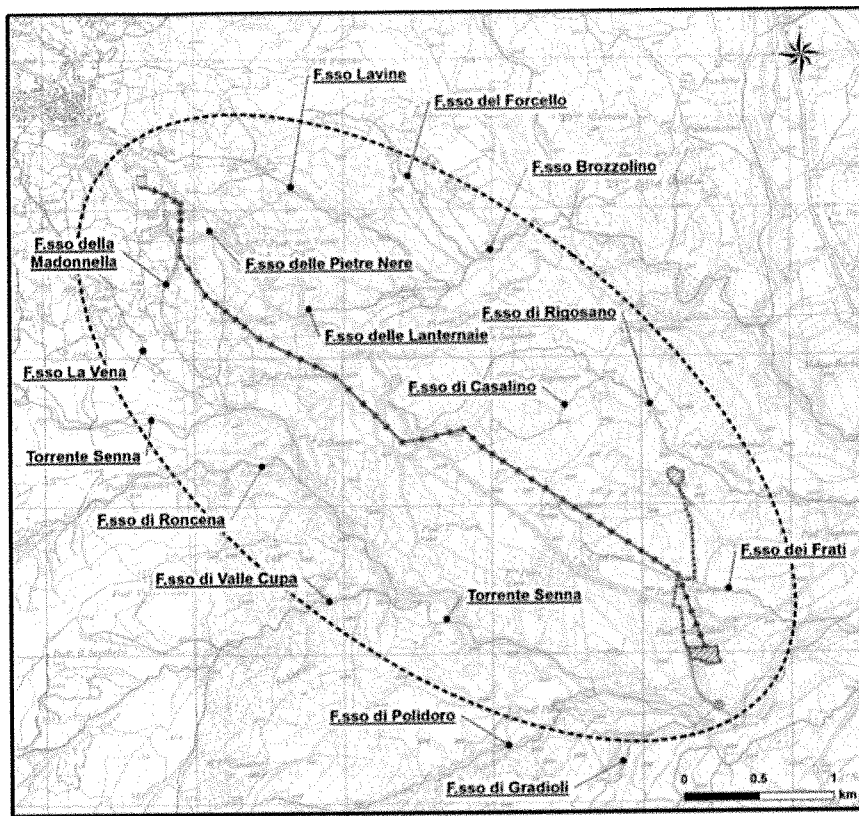 F.sso Lavine
F.sso del Forcello
F.sso Brozzolino
F.sso della
Madonnella
F.sso delle Pietre Nere
F.sso di Rigosano
F.sso delle Lanternaie
F.sso La Vena
F.sso di Casalino
Torrente Senna
F.sso di Roncena
F.sso dei Frati
F.sso di Valle Cupa
Torrente Senna
F.sso di Polidoro
F.sso di Gradioli
0 0.5 1
km